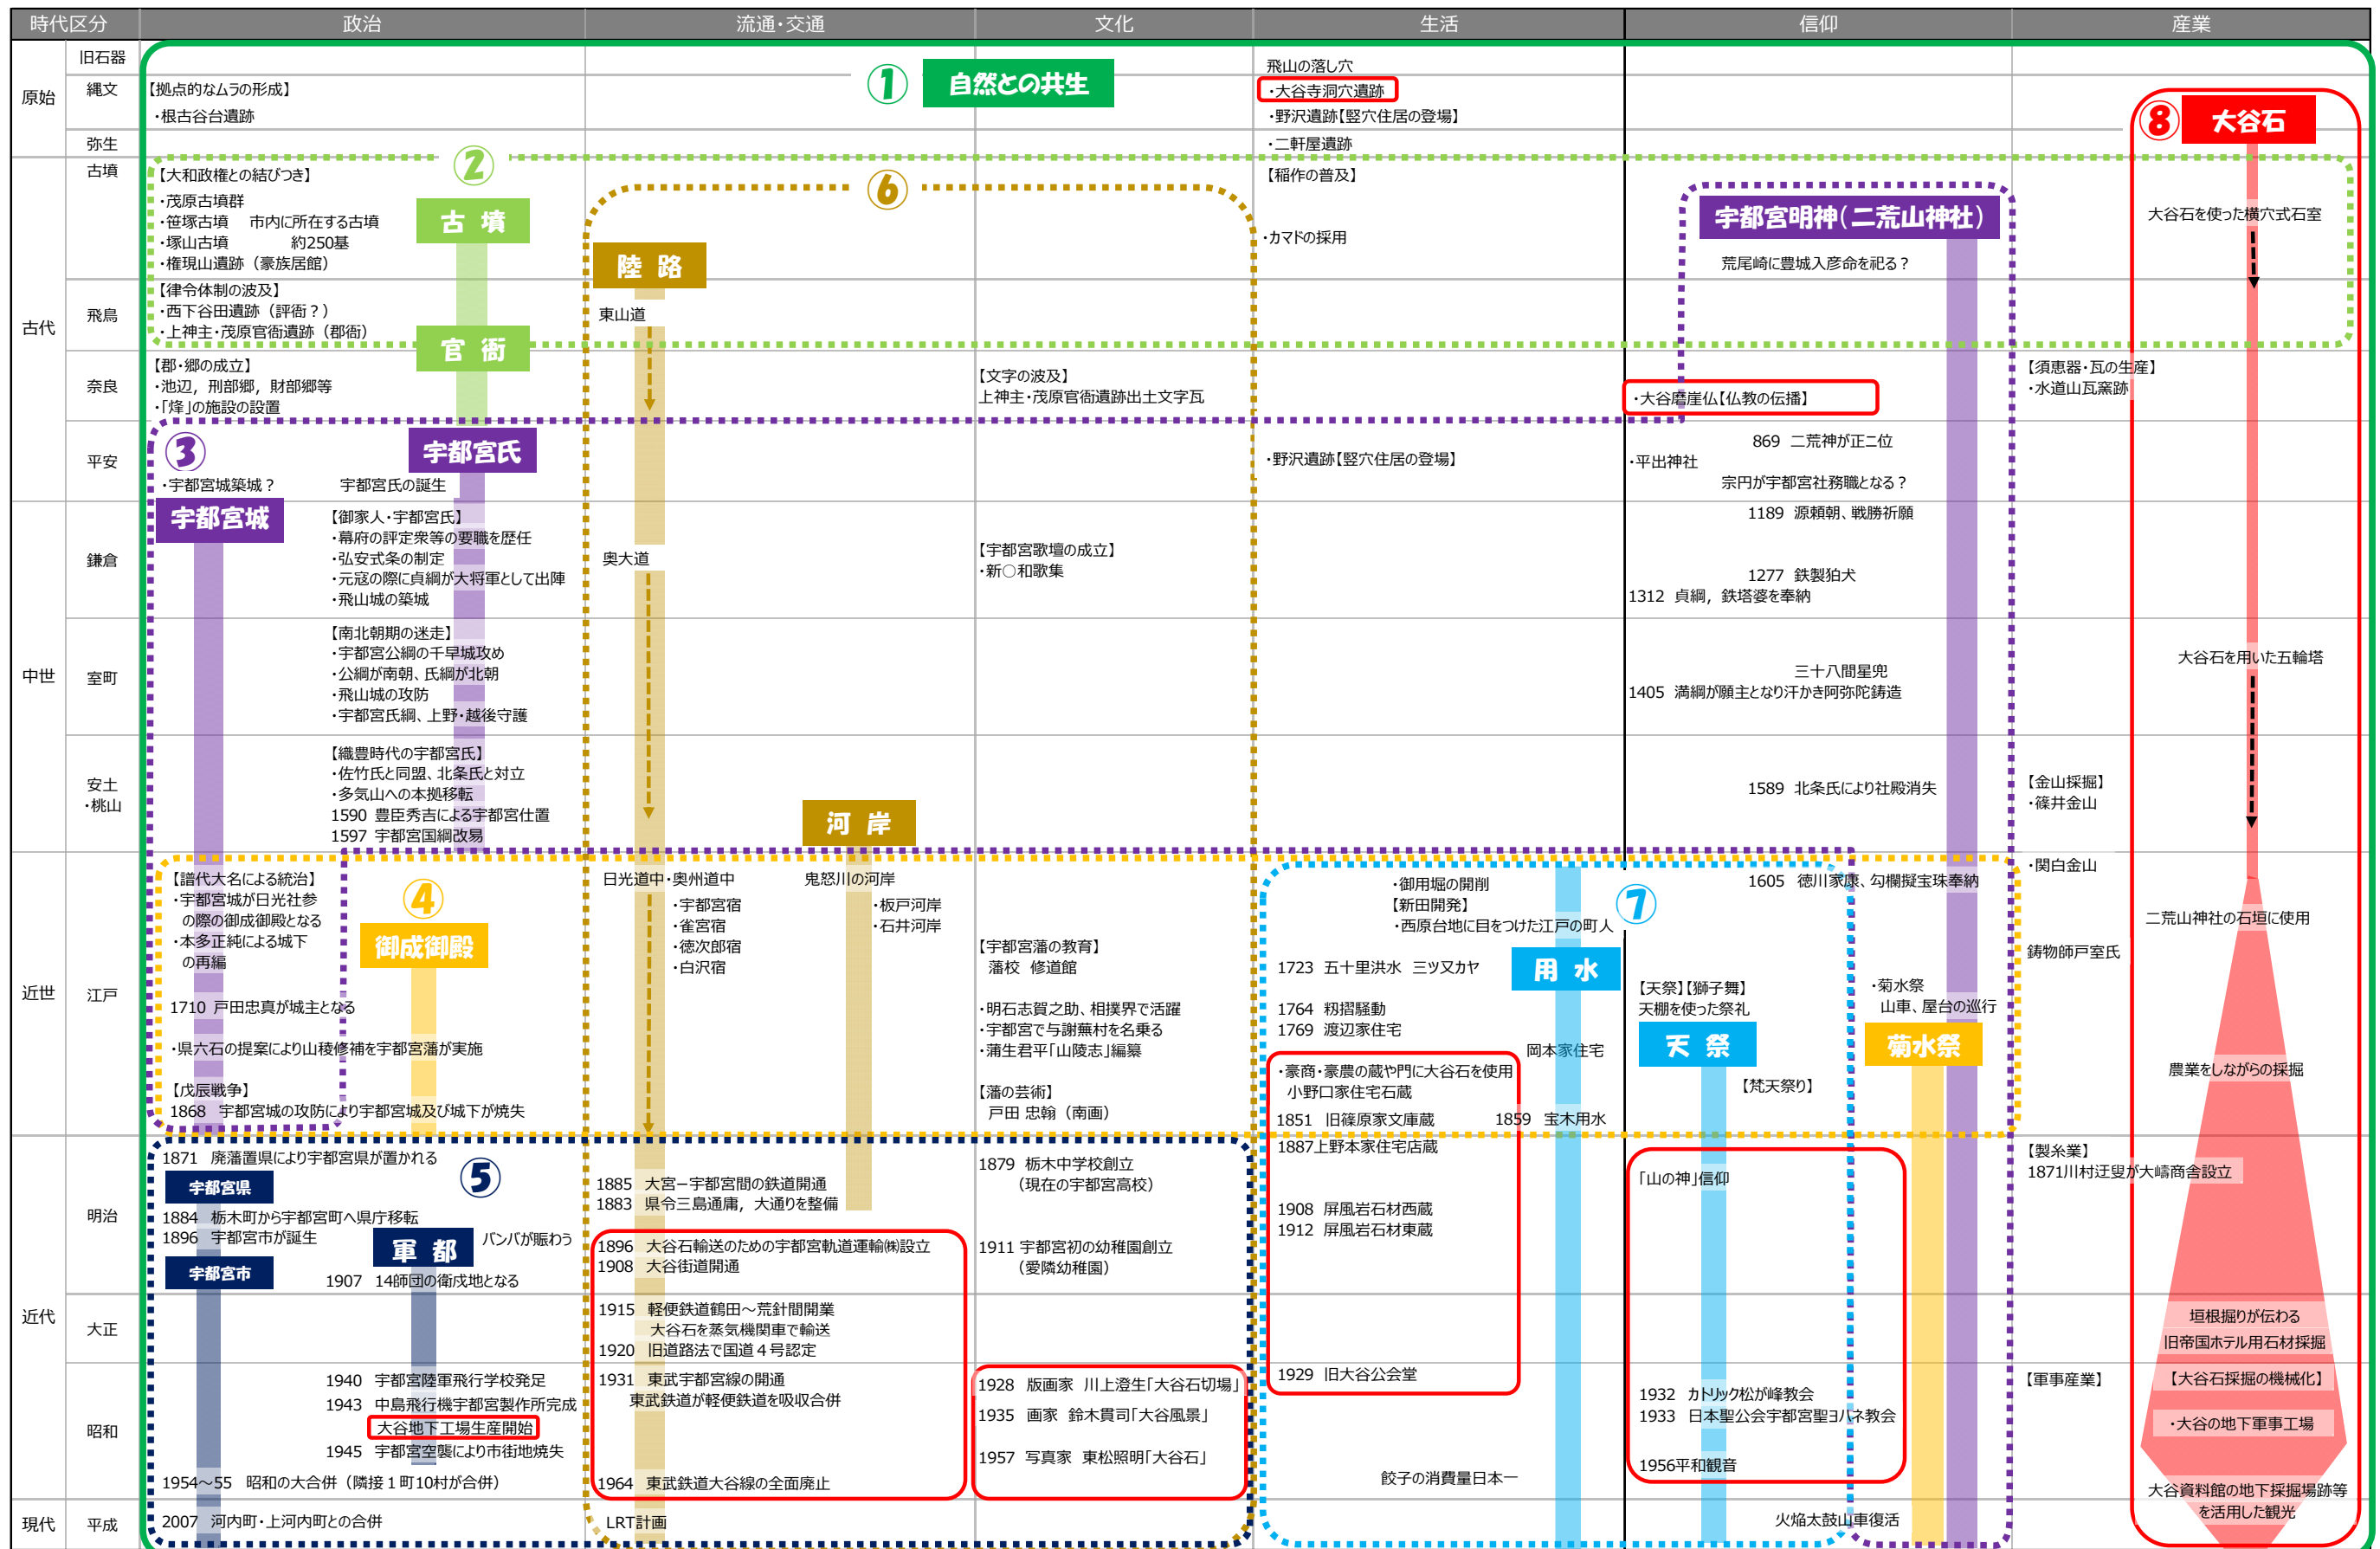 時代区分
政治
流通・交通
文化
生活
信仰
産業
原始
旧石器
縄文
弥生
① 自然との共生
【拠点的なムラの形成】
・根古谷台遺跡
飛山の落し穴
・大谷寺洞穴遺跡
・野沢遺跡【竪穴住居の登場】
・二軒屋遺跡
⑧ 大谷石
古代
古墳
飛鳥
奈良
平安
②
【大和政権との結びつき】
・茂原古墳群
・笹塚古墳 市内に所在する古墳
・塚山古墳 約250基
・権現山遺跡（豪族居館）
古 墳
【律令体制の波及】
・西下谷田遺跡（評衙？）
・上神主・茂原官衙遺跡（郡衙）
官 衙
【郡・郷の成立】
・池辺，刑部郷，財部郷等
・「烽」の施設の設置
③
宇都宮氏
・宇都宮城築城？
宇都宮氏の誕生
⑥
陸 路
東山道
【文字の波及】
上神主・茂原官衙遺跡出土文字瓦
【稲作の普及】
・カマドの採用
・野沢遺跡【竪穴住居の登場】
宇都宮明神（二荒山神社）
荒尾崎に豊城入彦命を祀る？
・大谷磨崖仏【仏教の伝播】
869 二荒神が正二位
・平出神社
宗円が宇都宮社務職となる？
大谷石を使った横穴式石室
【須恵器・瓦の生産】
・水道山瓦窯跡
中世
鎌倉
室町
安土
・桃山
宇都宮城
【御家人・宇都宮氏】
・幕府の評定衆等の要職を歴任
・弘安式条の制定
・元寇の際に貞綱が大将軍として出陣
・飛山城の築城
【南北朝期の迷走】
・宇都宮公綱の千早城攻め
・公綱が南朝、氏綱が北朝
・飛山城の攻防
・宇都宮氏綱、上野・越後守護
【織豊時代の宇都宮氏】
・佐竹氏と同盟、北条氏と対立
・多気山への本拠移転
1590 豊臣秀吉による宇都宮仕置
1597 宇都宮国綱改易
奥大道
河 岸
【宇都宮歌壇の成立】
・新○和歌集
1189 源頼朝、戦勝祈願
1277 鉄製狛犬
1312 貞綱，鉄塔婆を奉納
三十八間星兜
1405 満綱が願主となり汗かき阿弥陀鋳造
1589 北条氏により社殿消失
大谷石を用いた五輪塔
【金山採掘】
・篠井金山
近世
江戸
【譜代大名による統治】
・宇都宮城が日光社参
の際の御成御殿となる
・本多正純による城下
の再編
④
御成御殿
1710 戸田忠真が城主となる
・県六石の提案により山稜修補を宇都宮藩が実施
【戊辰戦争】
1868 宇都宮城の攻防により宇都宮城及び城下が焼失
日光道中・奥州道中
・宇都宮宿
・雀宮宿
・徳次郎宿
・白沢宿
鬼怒川の河岸
・板戸河岸
・石井河岸
【宇都宮藩の教育】
藩校 修道館
・明石志賀之助、相撲界で活躍
・宇都宮で与謝蕪村を名乗る
・蒲生君平「山陵志」編纂
【藩の芸術】
戸田 忠翰（南画）
・御用堀の開削
【新田開発】
・西原台地に目をつけた江戸の町人
⑦
用 水
1723 五十里洪水 三ツ又カヤ
1764 籾摺騒動
1769 渡辺家住宅
岡本家住宅
・豪商・豪農の蔵や門に大谷石を使用
小野口家住宅石蔵
1851 旧篠原家文庫蔵
1859 宝木用水
1605 徳川家康、勾欄擬宝珠奉納
【天祭】【獅子舞】
天棚を使った祭礼
天 祭
【梵天祭り】
・菊水祭
山車、屋台の巡行
菊水祭
・関白金山
二荒山神社の石垣に使用
鋳物師戸室氏
農業をしながらの採掘
近代
明治
大正
昭和
1871 廃藩置県により宇都宮県が置かれる
⑤
宇都宮県
1884 栃木町から宇都宮町へ県庁移転
1896 宇都宮市が誕生
軍 都
バンバが賑わう
宇都宮市
1907 14師団の衛戍地となる
1940 宇都宮陸軍飛行学校発足
1943 中島飛行機宇都宮製作所完成
大谷地下工場生産開始
1945 宇都宮空襲により市街地焼失
1954～55 昭和の大合併（隣接１町10村が合併）
1885 大宮－宇都宮間の鉄道開通
1883 県令三島通庸，大通りを整備
1896 大谷石輸送のための宇都宮軌道運輸㈱設立
1908 大谷街道開通
1915 軽便鉄道鶴田～荒針間開業
大谷石を蒸気機関車で輸送
1920 旧道路法で国道４号認定
1931 東武宇都宮線の開通
東武鉄道が軽便鉄道を吸収合併
1964 東武鉄道大谷線の全面廃止
1879 栃木中学校創立
（現在の宇都宮高校）
1911 宇都宮初の幼稚園創立
（愛隣幼稚園）
1928 版画家 川上澄生「大谷石切場」
1935 画家 鈴木貫司「大谷風景」
1957 写真家 東松照明「大谷石」
1887上野本家住宅店蔵
1908 屏風岩石材西蔵
1912 屏風岩石材東蔵
1929 旧大谷公会堂
餃子の消費量日本一
「山の神」信仰
1932 カトリック松が峰教会
1933 日本聖公会宇都宮聖ヨハネ教会
1956平和観音
【製糸業】
1871川村迂叟が大嶹商舎設立
垣根掘りが伝わる
旧帝国ホテル用石材採掘
【軍事産業】
【大谷石採掘の機械化】
・大谷の地下軍事工場
大谷資料館の地下採掘場跡等
を活用した観光
現代
平成
2007 河内町・上河内町との合併
LRT計画
火焔太鼓山車復活